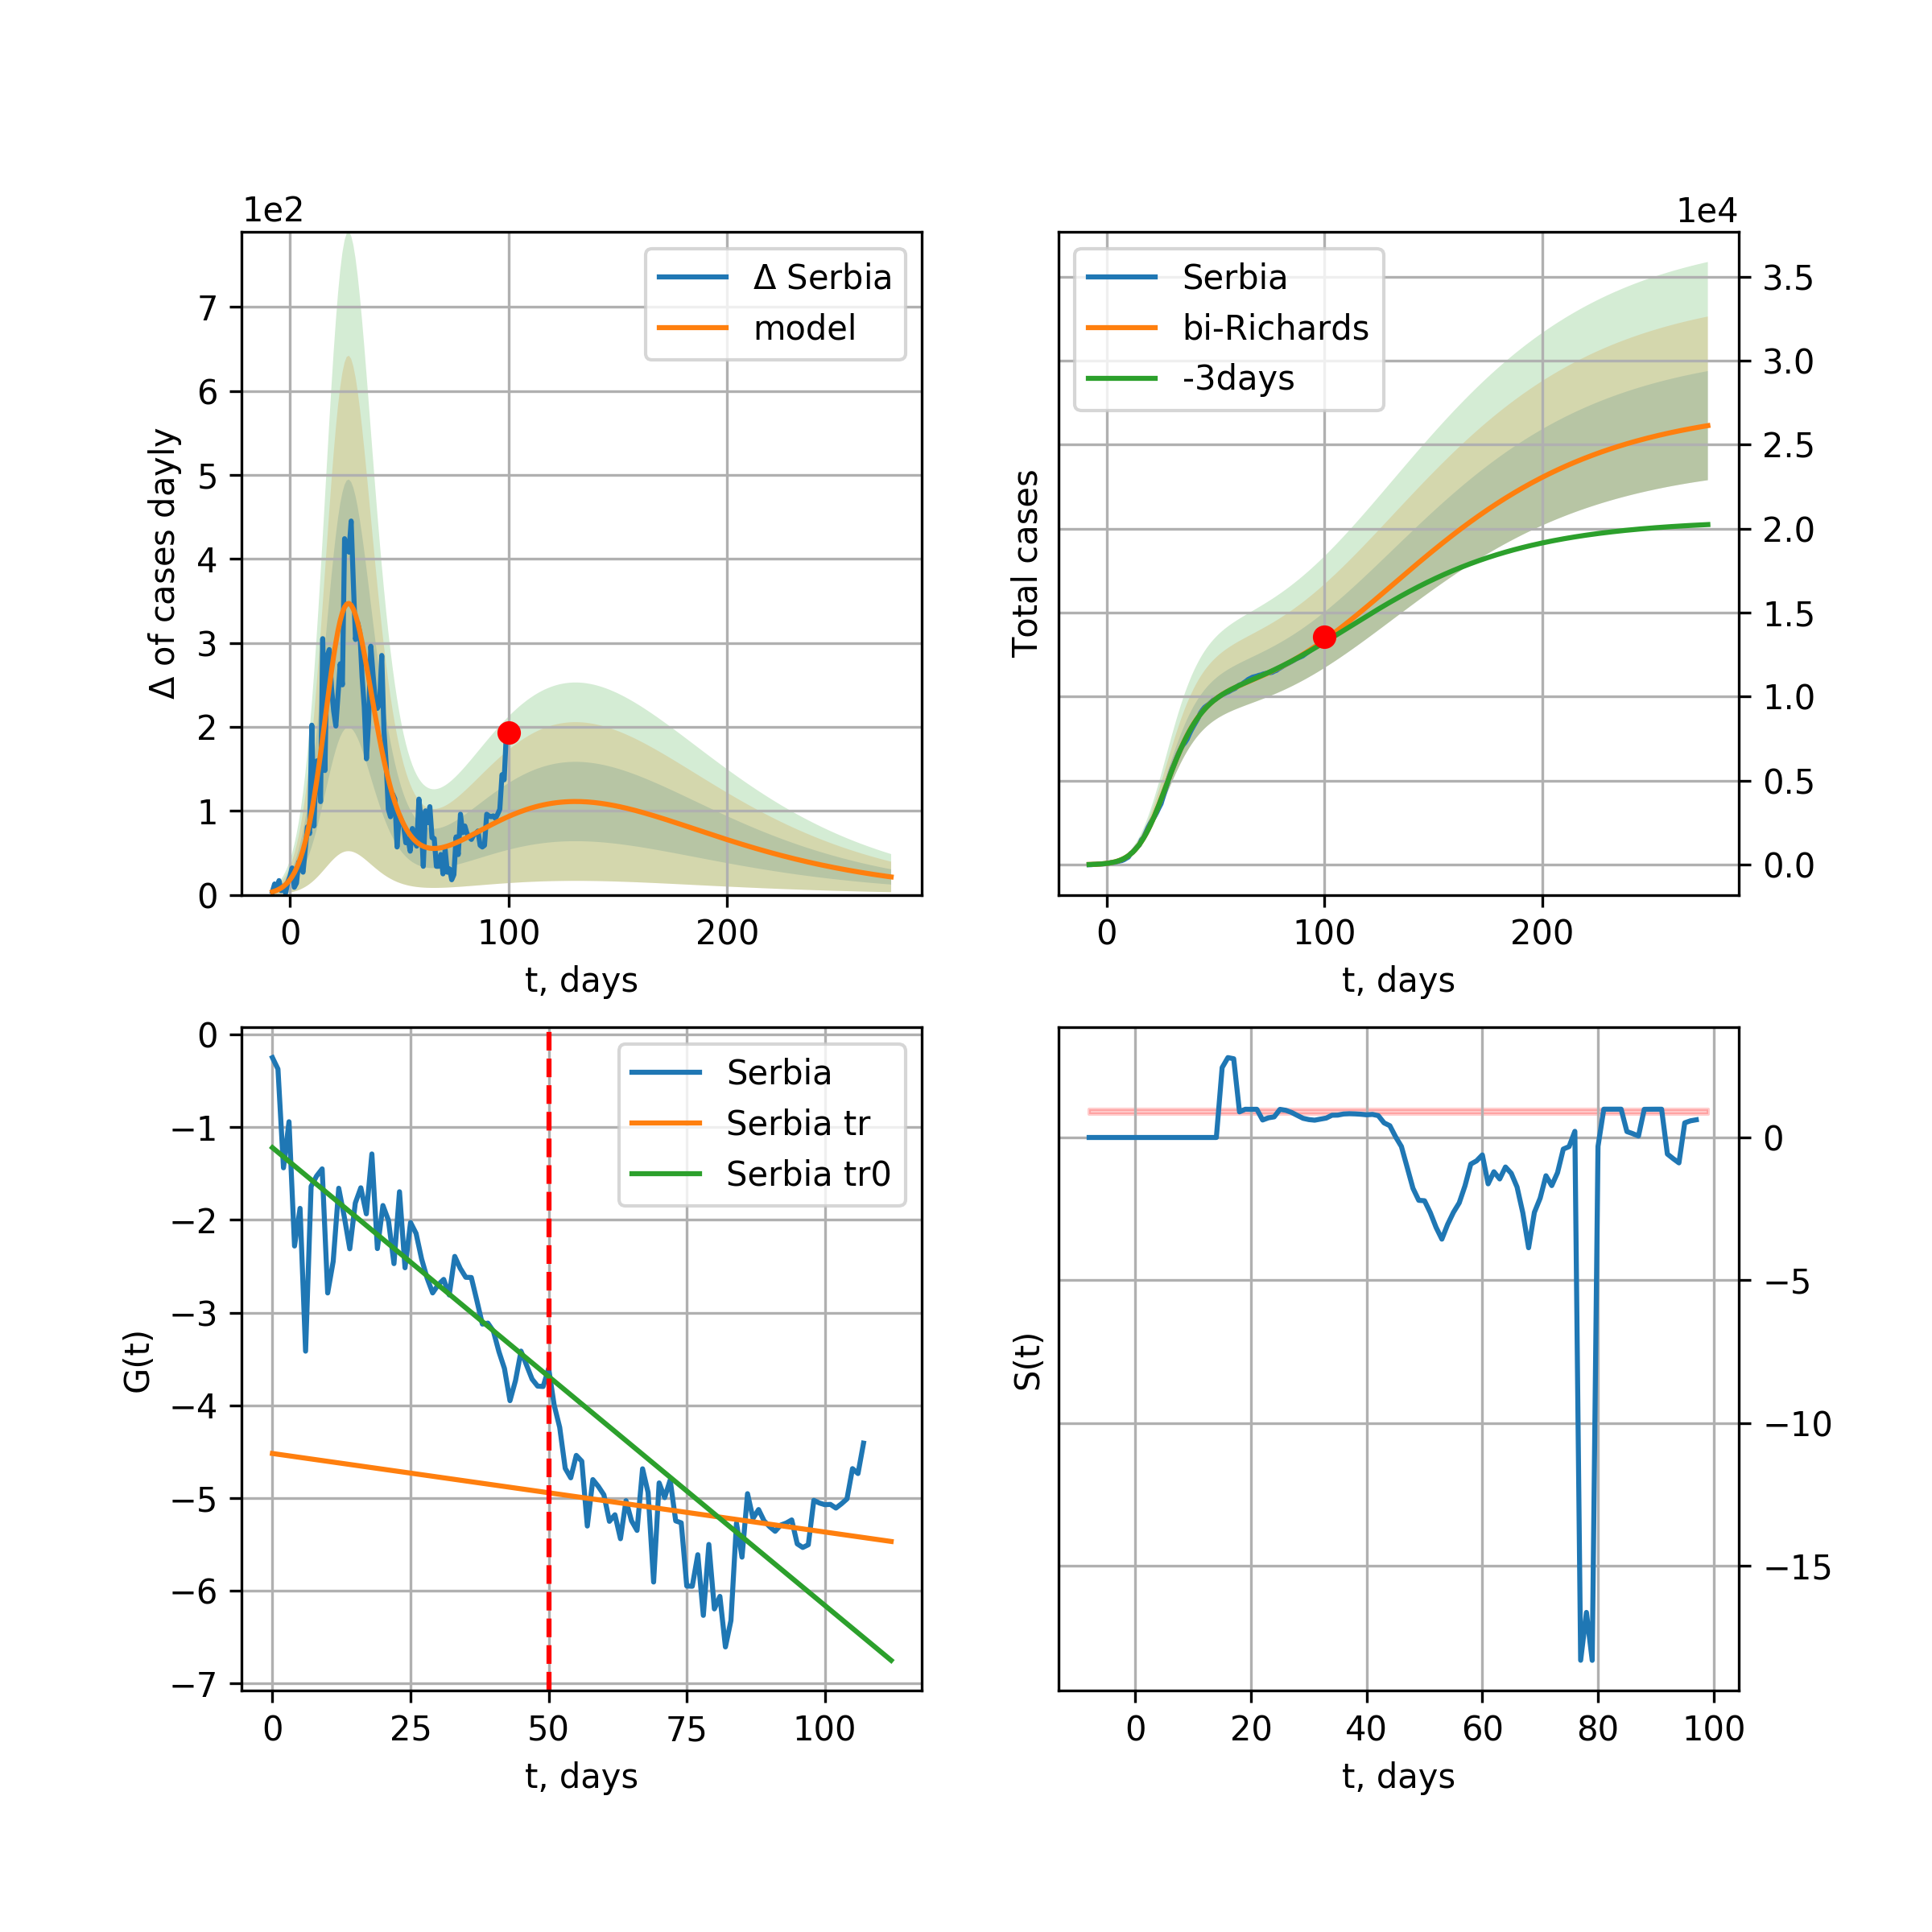 1e2
Δ of cases dayly
7
6
5
4
3
2
1
0
Δ Serbia
model
0 100 200
t, days
1e4
Total cases
Serbia
bi-Richards
-3days
3.5
3.0
2.5
2.0
1.5
1.0
0.5
0.0
0 100 200
t, days
G(t)
0
−1
−2
−3
−4
−5
−6
−7
Serbia
Serbia tr
Serbia tr0
0 25 50 75 100
t, days
S(t)
0
−5
−10
−15
0 20 40 60 80 100
t, days